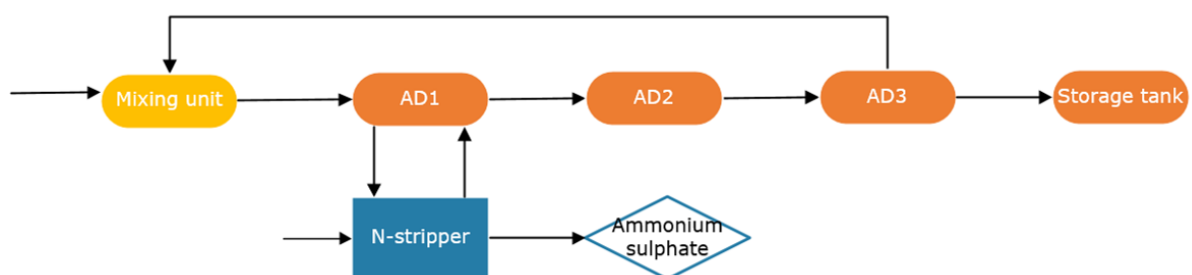 Mixing unit
AD1
AD2
AD3
Storage tank
N-stripper
Ammonium
sulphate